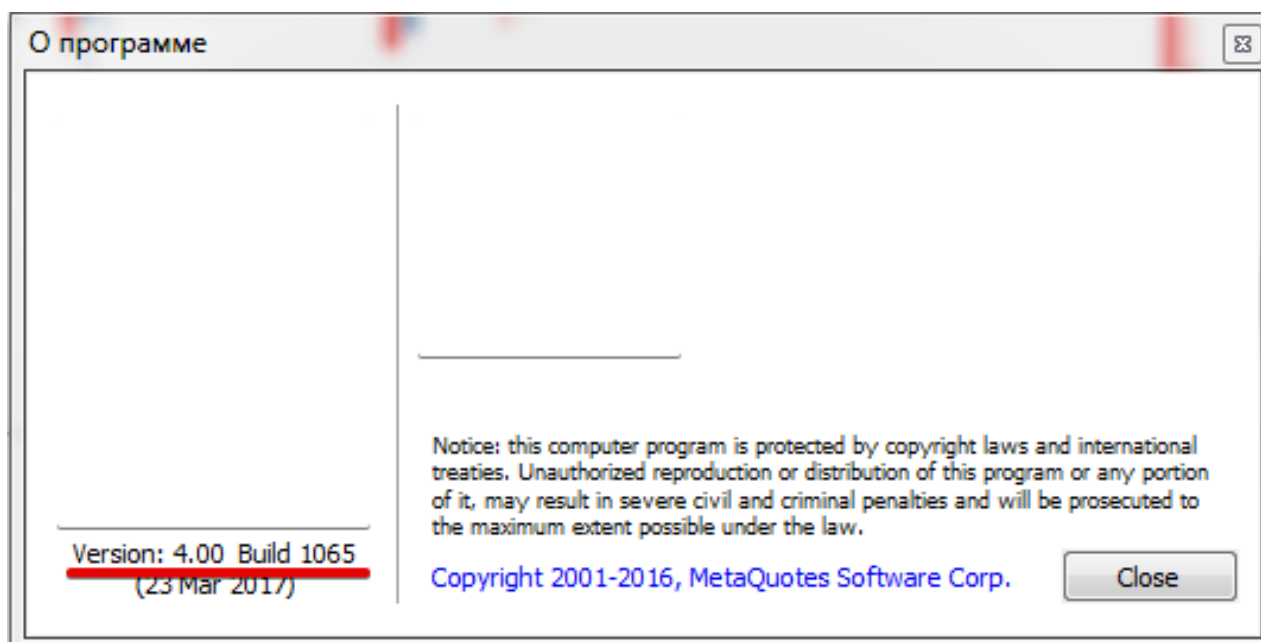 О программе
Version: 4.00 Build 1065
(23 Mar 2017)
Notice: this computer program is protected by copyright laws and international
treaties. Unauthorized reproduction or distribution of this program or any portion
of it, may result in severe civil and criminal penalties and will be prosecuted to
the maximum extent possible under the law.
Copyright 2001-2016, MetaQuotes Software Corp.
Close